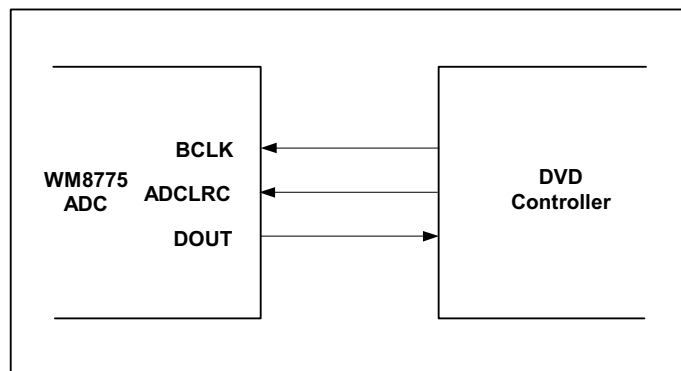 WM8775
ADC
BCLK
ADCLRC
DOUT
DVD
Controller